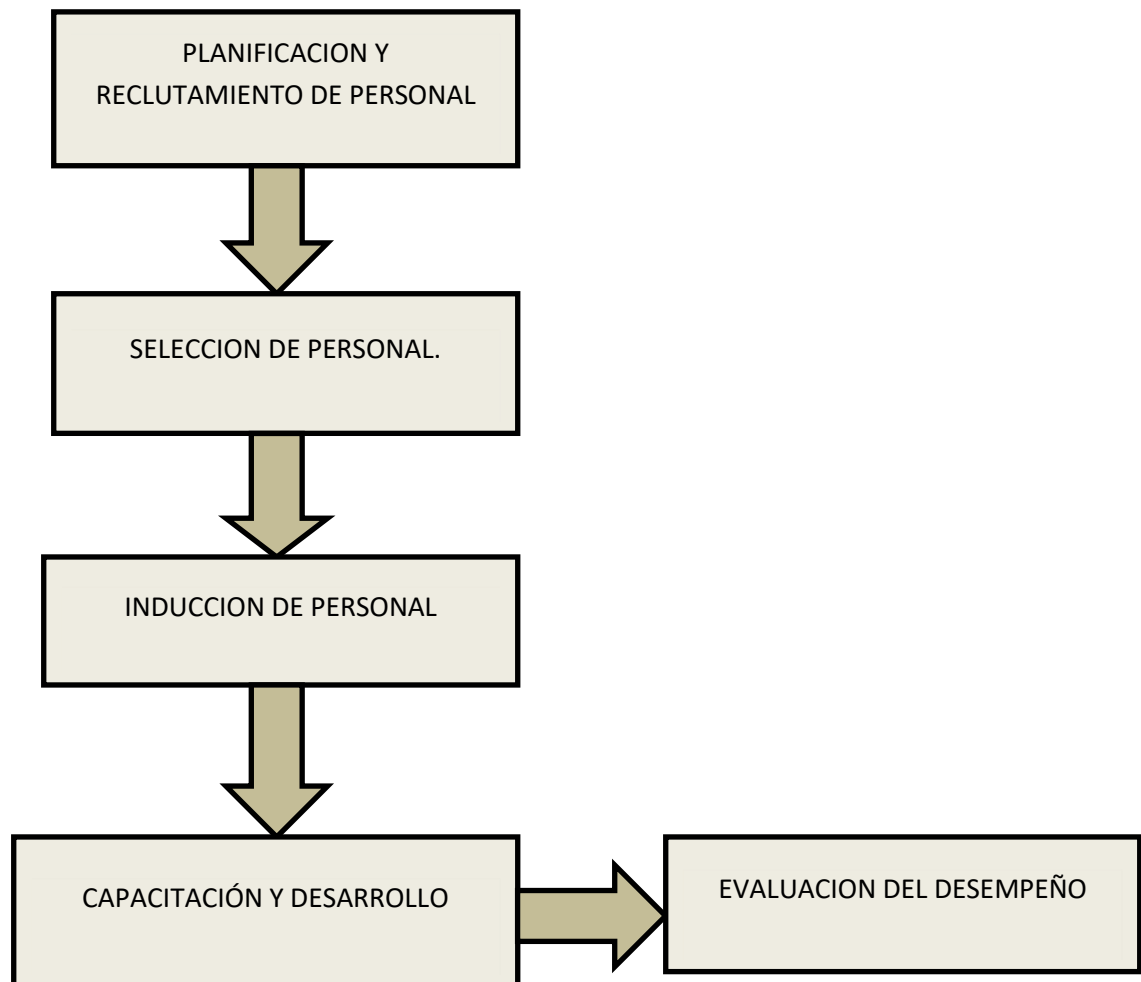 PLANIFICACION Y
RECLUTAMIENTO DE PERSONAL
SELECCION DE PERSONAL.
INDUCCION DE PERSONAL
CAPACITACIÓN Y DESARROLLO
EVALUACION DEL DESEMPEÑO